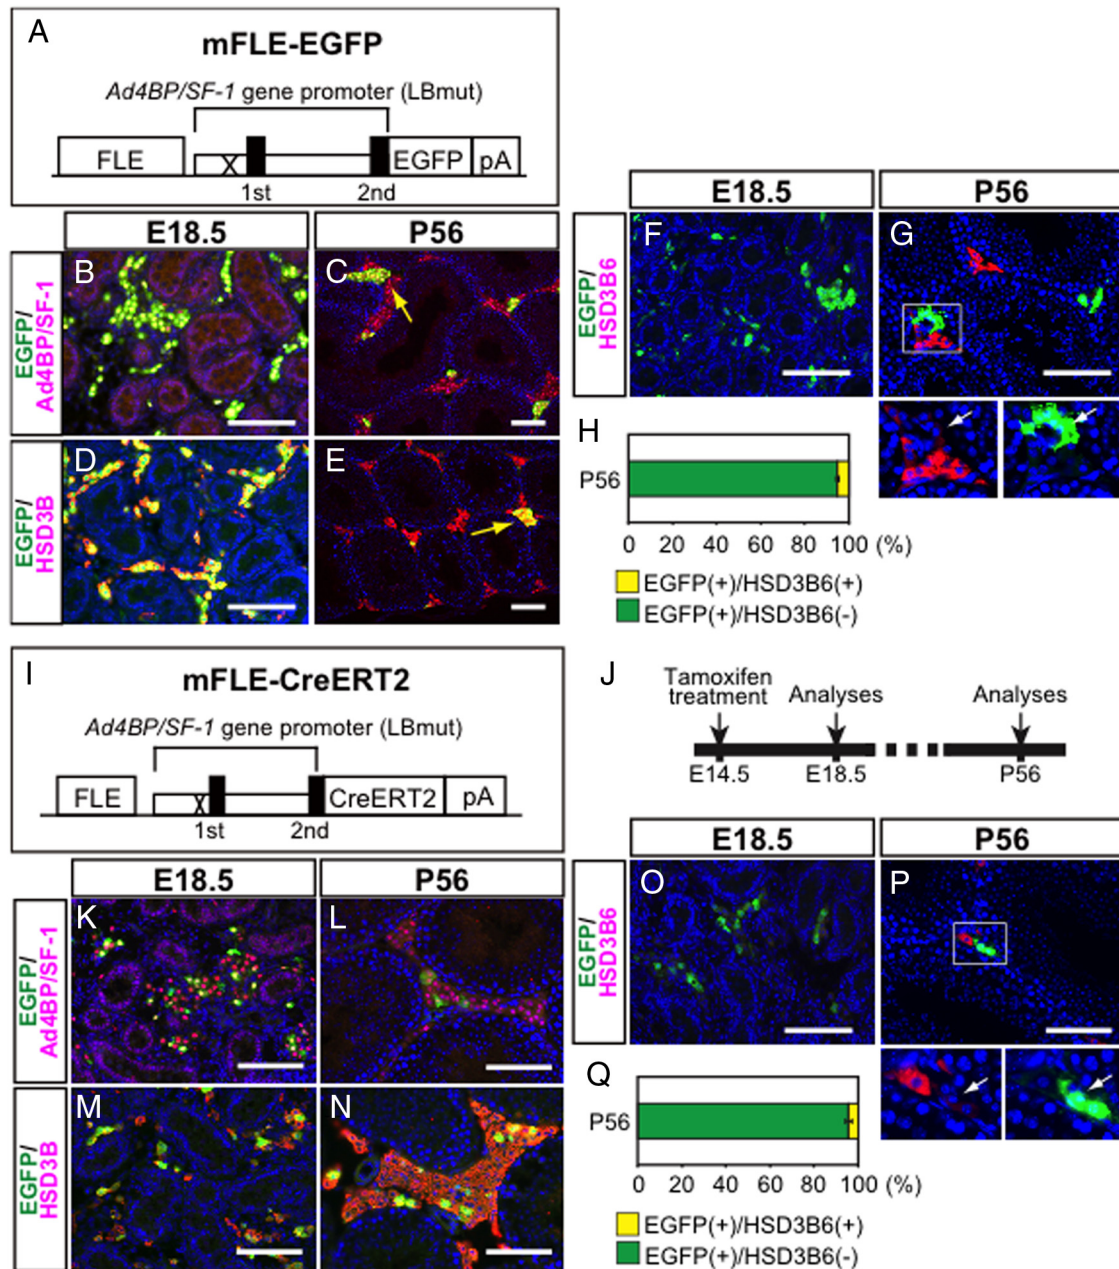 A
mFLE-EGFP
Ad4BP/SF-1 gene promoter (LBmut)
FLE
X
EGFP
pA
1st
2nd
E18.5
P56
EGFP/
Ad4BP/SF-1
B
C
EGFP/
HSD3B
D
E
E18.5
P56
EGFP/
HSD3B6
F
G
H
P56
0 20 40 60 80 100 (%)
EGFP(+)/HSD3B6(+)
EGFP(+)/HSD3B6(-)
I
mFLE-CreERT2
Ad4BP/SF-1 gene promoter (LBmut)
FLE
X
CreERT2
pA
1st
2nd
J
Tamoxifen
treatment
Analyses
Analyses
E14.5
E18.5
P56
E18.5
P56
EGFP/
Ad4BP/SF-1
K
L
EGFP/
HSD3B
M
N
E18.5
P56
EGFP/
HSD3B6
O
P
Q
P56
0 20 40 60 80 100 (%)
EGFP(+)/HSD3B6(+)
EGFP(+)/HSD3B6(-)